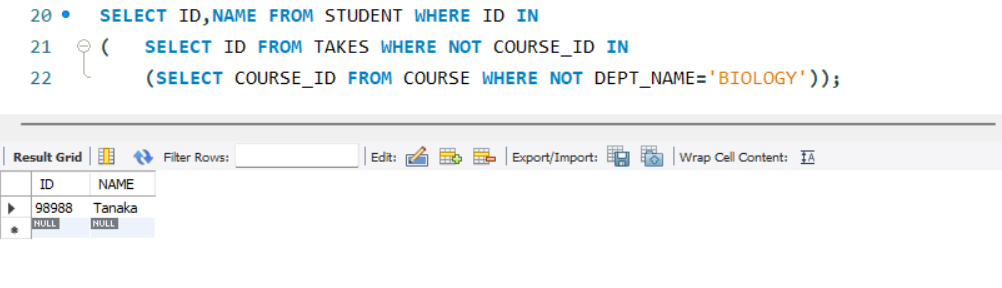 20 SELECT ID,NAME FROM STUDENT WHERE ID IN
21 ( SELECT ID FROM TAKES WHERE NOT COURSE_ID IN
22 (SELECT COURSE_ID FROM COURSE WHERE NOT DEPT_NAME='BIOLOGY'));
Result Grid Filter Rows: Edit: Export/Import: Wrap Cell Content: IA
ID NAME
98988 Tanaka
NULL NULL